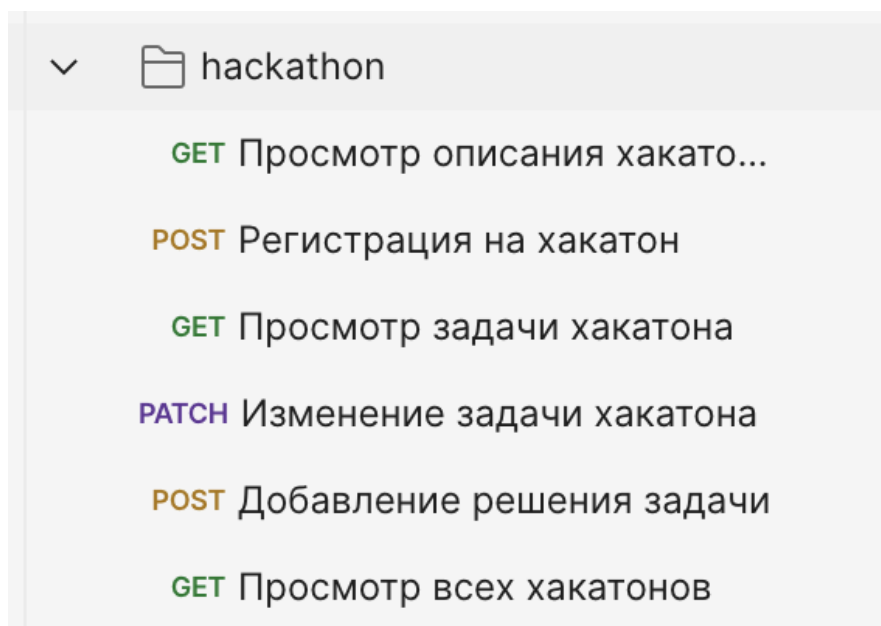 hackathon
GET Просмотр описания хакато...
POST Регистрация на хакатон
GET Просмотр задачи хакатона
PATCH Изменение задачи хакатона
POST Добавление решения задачи
GET Просмотр всех хакатонов